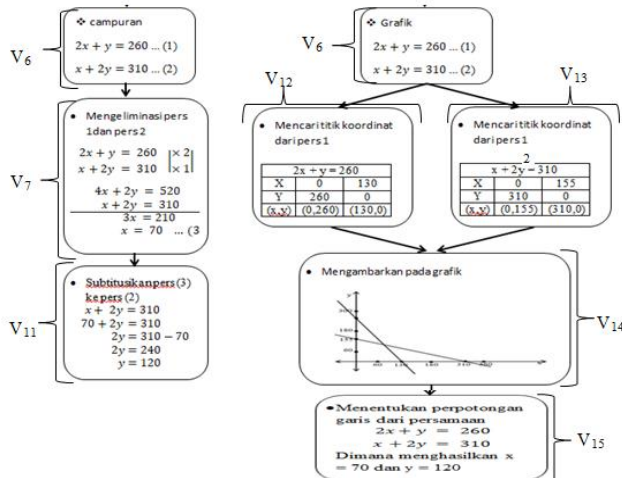 V6
❖ campuran
2x + y = 260 ... (1)
x + 2y = 310 ... (2)
V7
• Mengeliminasi pers
1dan pers 2
2x + y = 260 |× 2|
x + 2y = 310 |× 1|
4x + 2y = 520
x + 2y = 310
3x = 210
x = 70 ... (3
V11
• Subtitusikan pers (3)
ke pers (2)
x + 2y = 310
70 + 2y = 310
2y = 310 − 70
2y = 240
y = 120
V6
❖ Grafik
2x + y = 260 ... (1)
x + 2y = 310 ... (2)
V12
• Mencari titik koordinat
dari pers 1
2x + y = 260
X 0 130
Y 260 0
(x,y) (0,260) (130,0)
V13
• Mencari titik koordinat
dari pers 1
2
x + 2y = 310
X 0 155
Y 310 0
(x,y) (0,155) (310,0)
V14
• Mengambarkan pada grafik
V15
• Menentukan perpotongan
garis dari persamaan
2x + y = 260
x + 2y = 310
Dimana menghasilkan x
= 70 dan y = 120